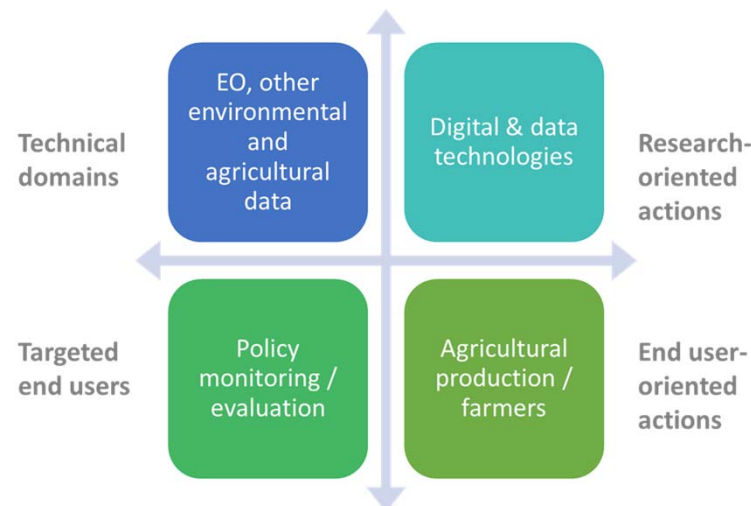 Technical
domains
EO, other
environmental
and
agricultural
data
Digital & data
technologies
Research-
oriented
actions
Targeted
end users
Policy
monitoring /
evaluation
Agricultural
production /
farmers
End user-
oriented
actions